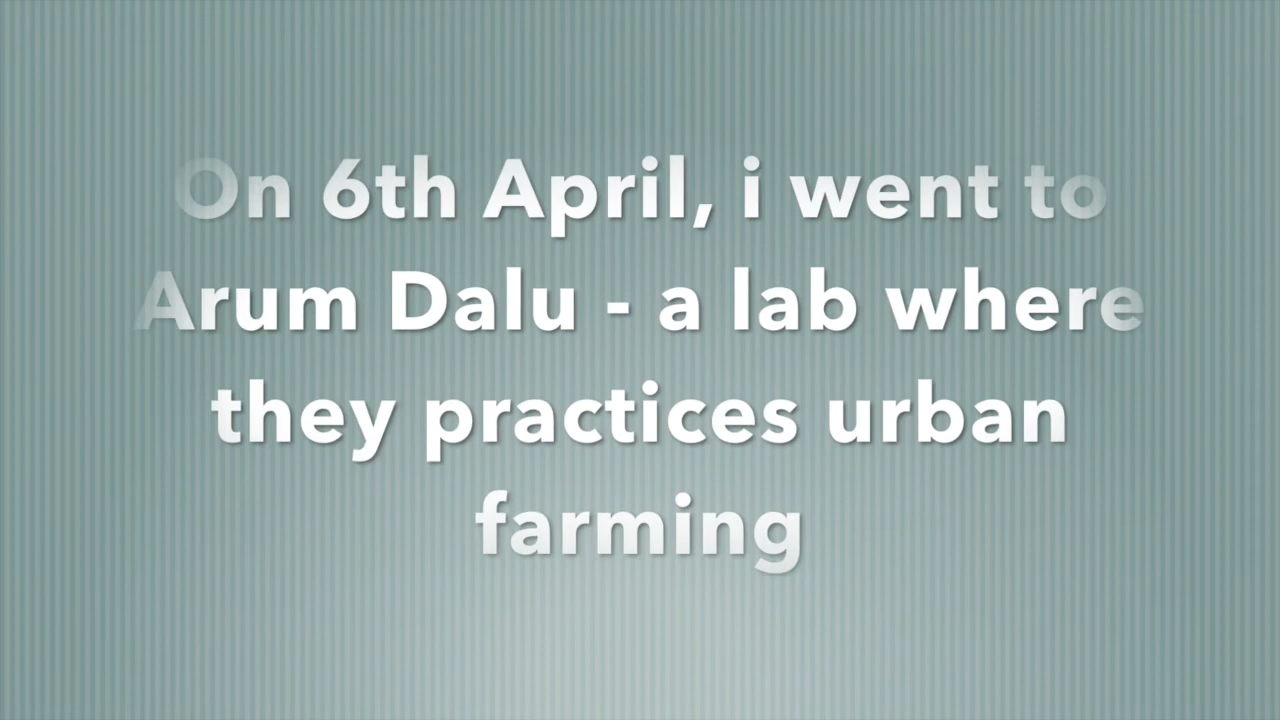 On 6th April, i went to
Arum Dalu - a lab where
they practices urban
farming